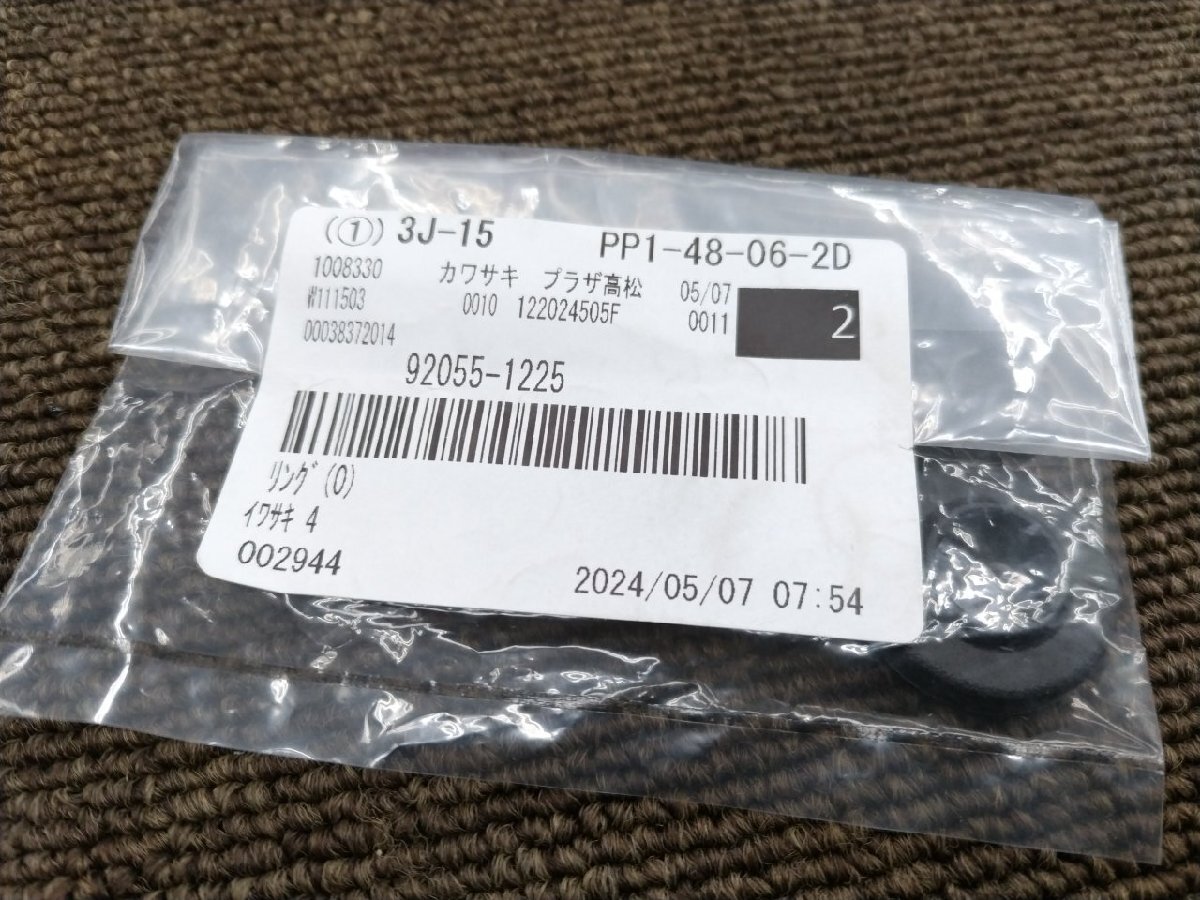 (①) 3J-15 PP1-48-06-2D
1008330 カワサキ プラザ高松 05/07
W111503 0010 122024505F 0011 2
00038372014
92055-1225
リング(O)
イワサキ 4
002944 2024/05/07 07:54